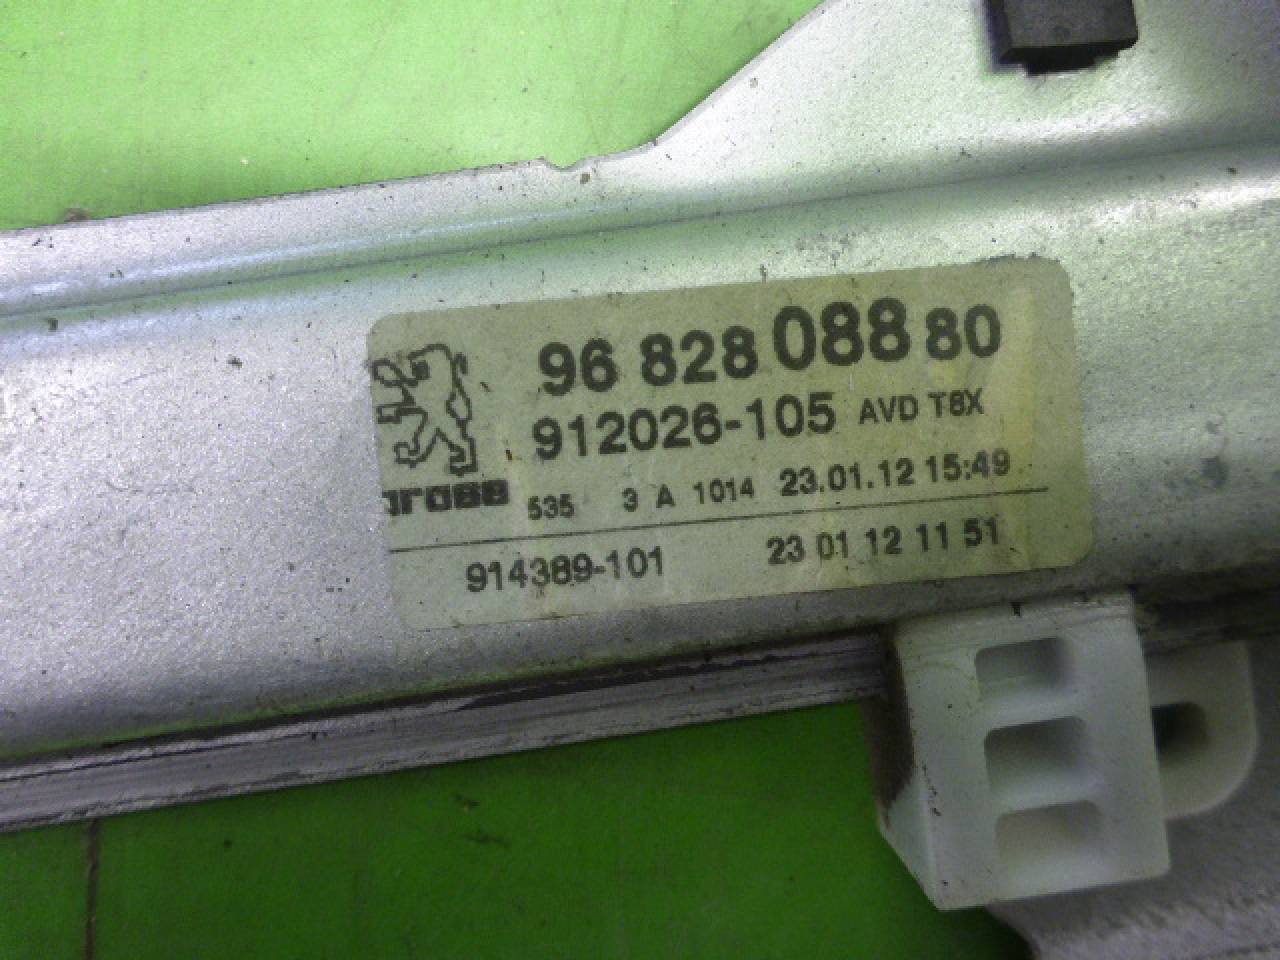 96 828 088 80
912026-105 AVD T8X
arose 535 3 A 1014 23.01.12 15:49
914389-101 23 01 12 11 51